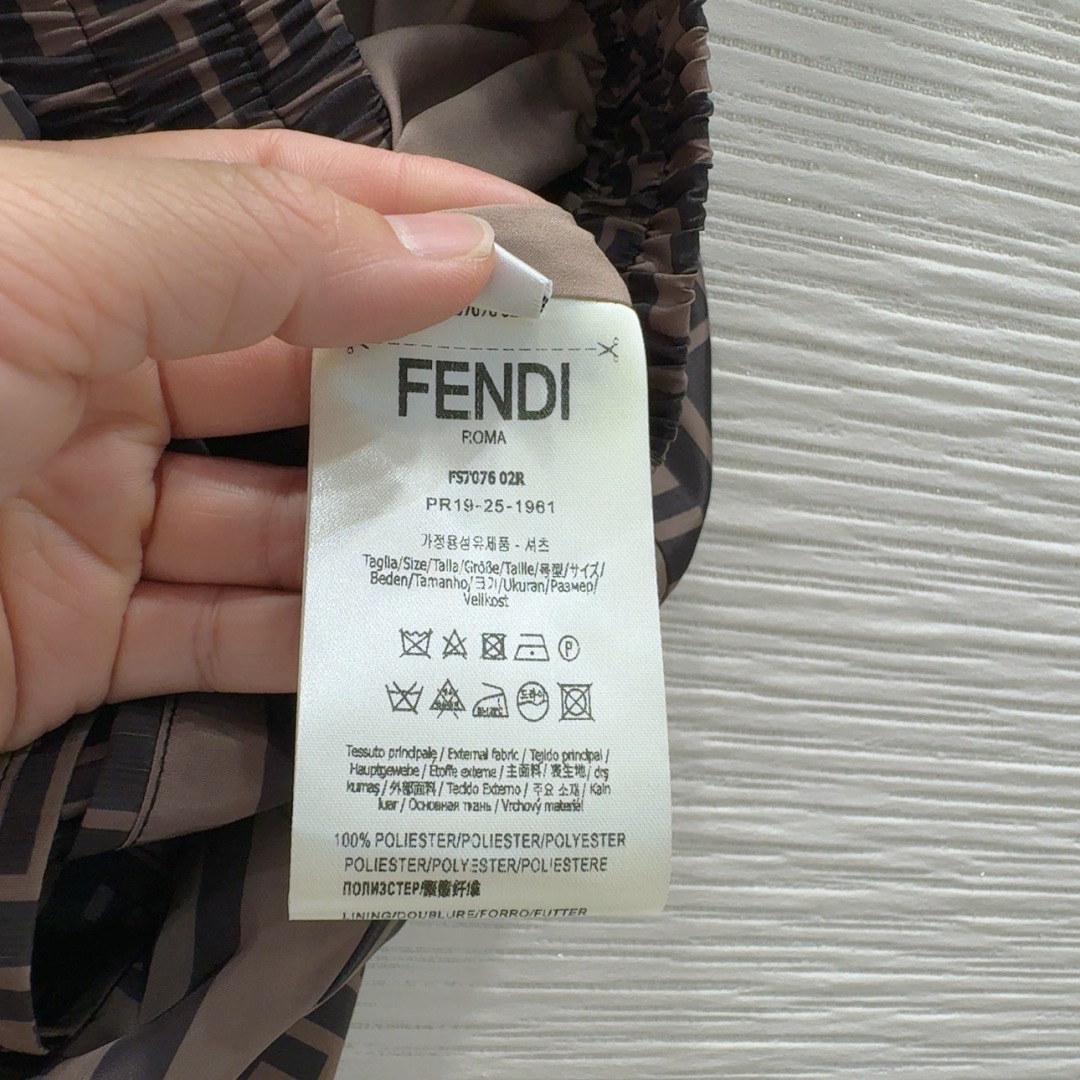 FENDI
ROMA
FS7076 02R
PR19-25-1961
가정용섬유제품 - 셔츠
Taglia/Size/Talla/Größe/Taille/号型/サイズ/
Beden/Tamanho/크기/Ukuran/Размер/
Velikost
P
드라이
Tessuto principale / External fabric / Tejido principal /
Hauptgewebe / Etoffe externe / 主面料 / 表生地 / dış
kumaş / 外部面料 / Tecido Externo / 주요 소재 / Kain
luar / Основная ткань / Vrchový materiál
100% POLIESTER/POLIESTER/POLYESTER
POLIESTER/POLYESTER/POLIESTERE
ПОЛИЭСТЕР/
LINING/DOUBLURE/FORRO/FUTTER